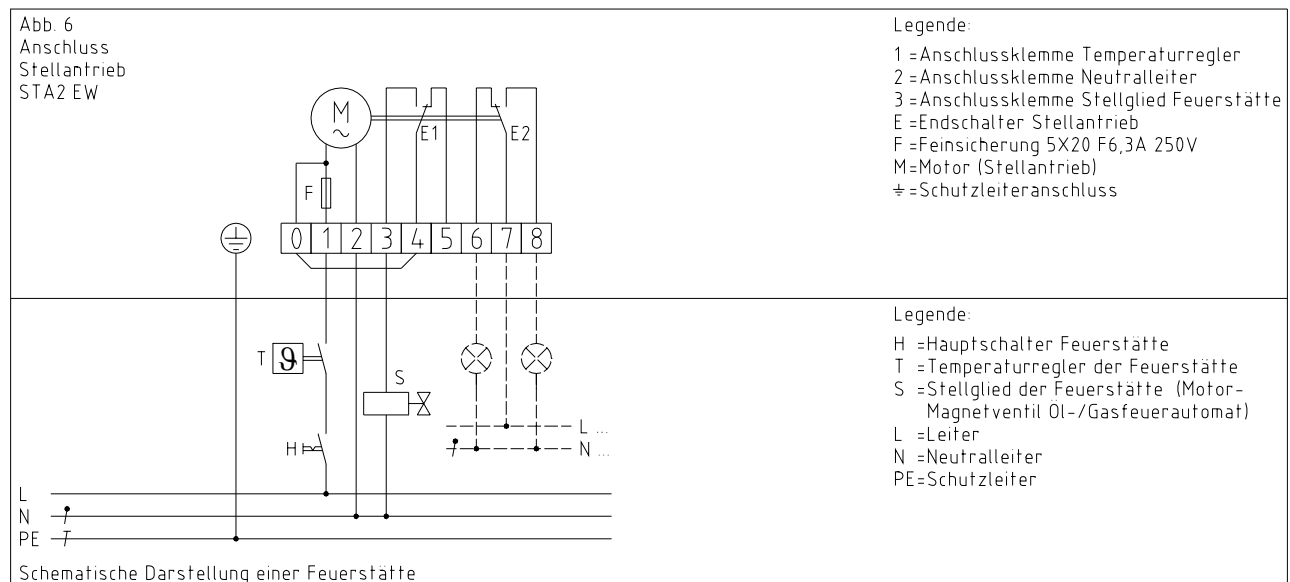 Abb. 6
Anschluss
Stellantrieb
STA2 EW
M
~
E1
E2
F
0 1 2 3 4 5 6 7 8
Legende:
1 =Anschlussklemme Temperaturregler
2 =Anschlussklemme Neutralleiter
3 =Anschlussklemme Stellglied Feuerstätte
E =Endschalter Stellantrieb
F =Feinsicherung 5X20 F6,3A 250V
M=Motor (Stellantrieb)
⏚=Schutzleiteranschluss
T ϑ
S
H
L ...
N ...
L
N
PE
Schematische Darstellung einer Feuerstätte
Legende:
H =Hauptschalter Feuerstätte
T =Temperaturregler der Feuerstätte
S =Stellglied der Feuerstätte (Motor-
Magnetventil Öl-/Gasfeuerautomat)
L =Leiter
N =Neutralleiter
PE=Schutzleiter